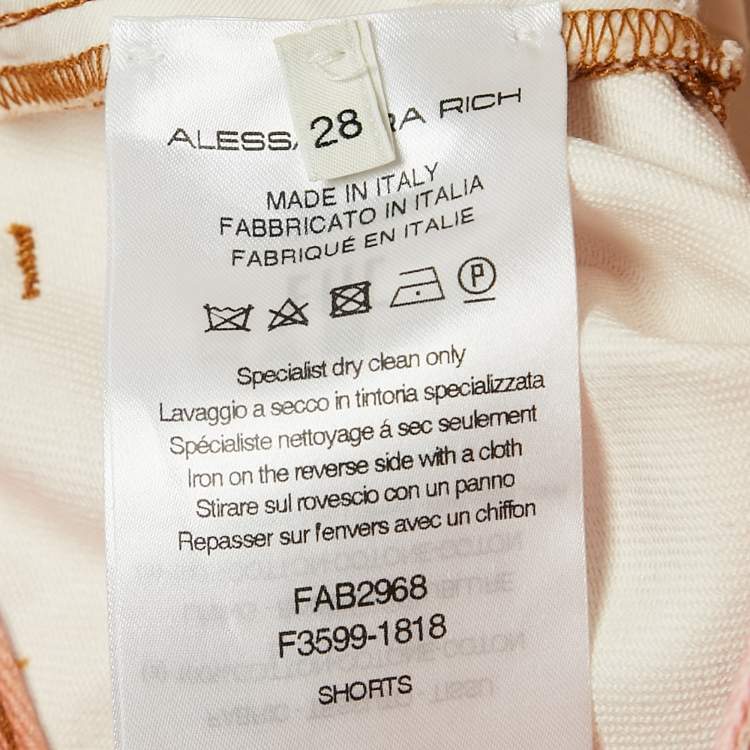 28
ALESSA RA RICH
MADE IN ITALY
FABBRICATO IN ITALIA
FABRIQUÉ EN ITALIE
P
Specialist dry clean only
Lavaggio a secco in tintoria specializzata
Spécialiste nettoyage á sec seulement
Iron on the reverse side with a cloth
Stirare sul rovescio con un panno
Repasser sur l'envers avec un chiffon
FAB2968
F3599-1818
SHORTS